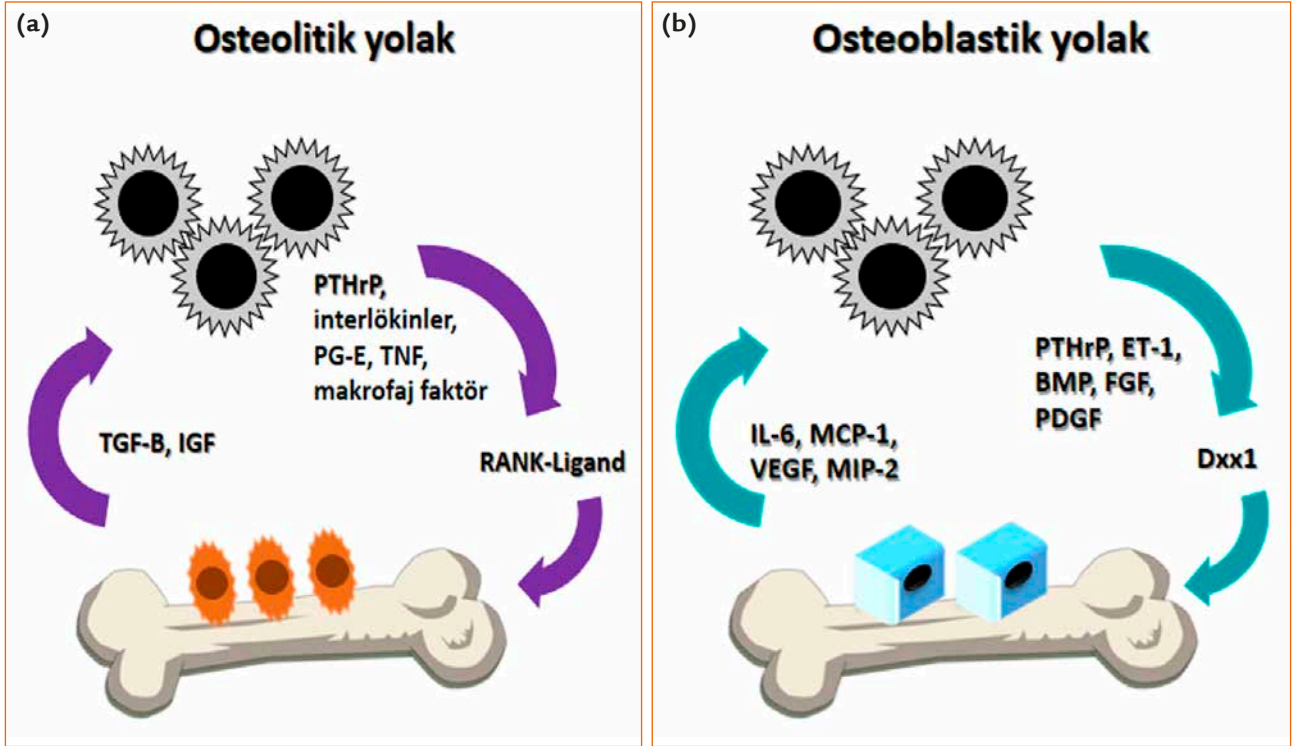 (a)
Osteolitik yolak
PTHrP,
interlökinler,
PG-E, TNF,
makrofaj faktör
TGF-B, IGF
RANK-Ligand
(b)
Osteoblastik yolak
PTHrP, ET-1,
BMP, FGF,
PDGF
IL-6, MCP-1,
VEGF, MIP-2
Dxx1